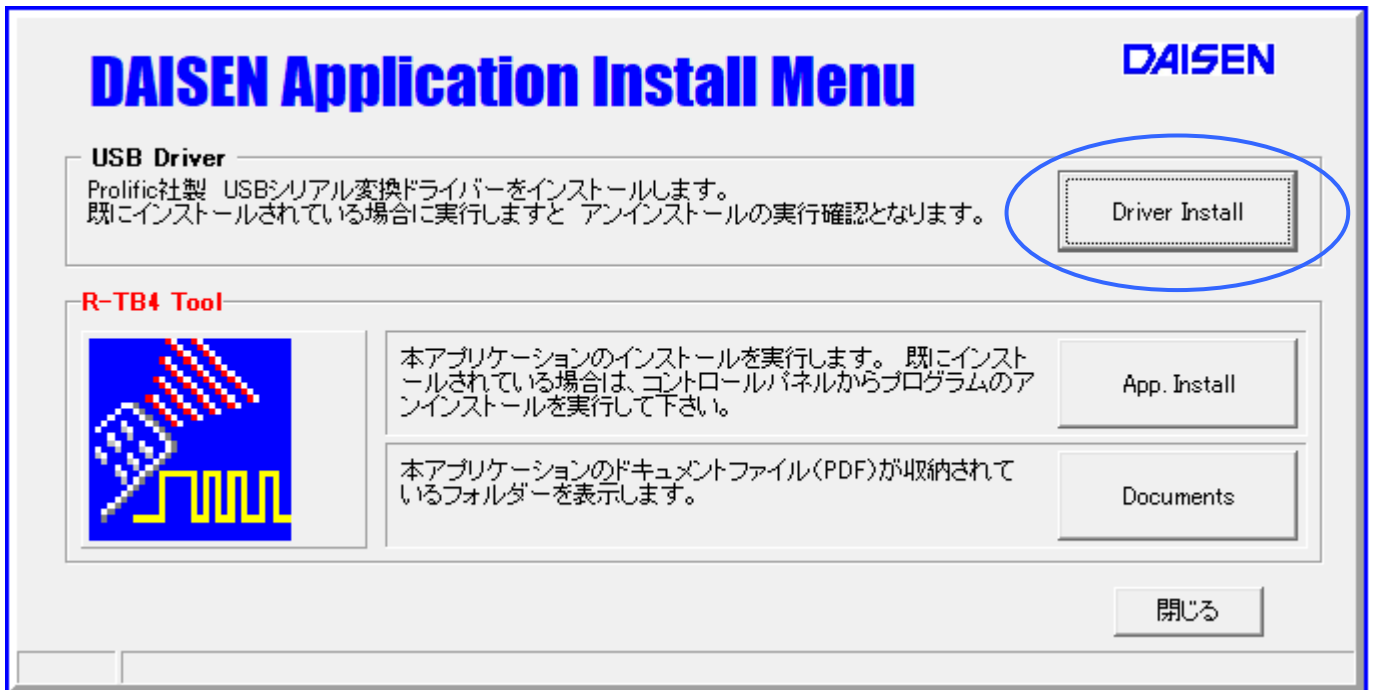 DAISEN Application Install Menu
DAISEN
USB Driver
Prolific社製 USBシリアル変換ドライバーをインストールします。
既にインストールされている場合に実行しますと アンインストールの実行確認となります。
Driver Install
R-TB4 Tool
本アプリケーションのインストールを実行します。 既にインスト
ールされている場合は、コントロールパネルからプログラムのア
ンインストールを実行して下さい。
App. Install
本アプリケーションのドキュメントファイル(PDF)が収納されて
いるフォルダーを表示します。
Documents
閉じる